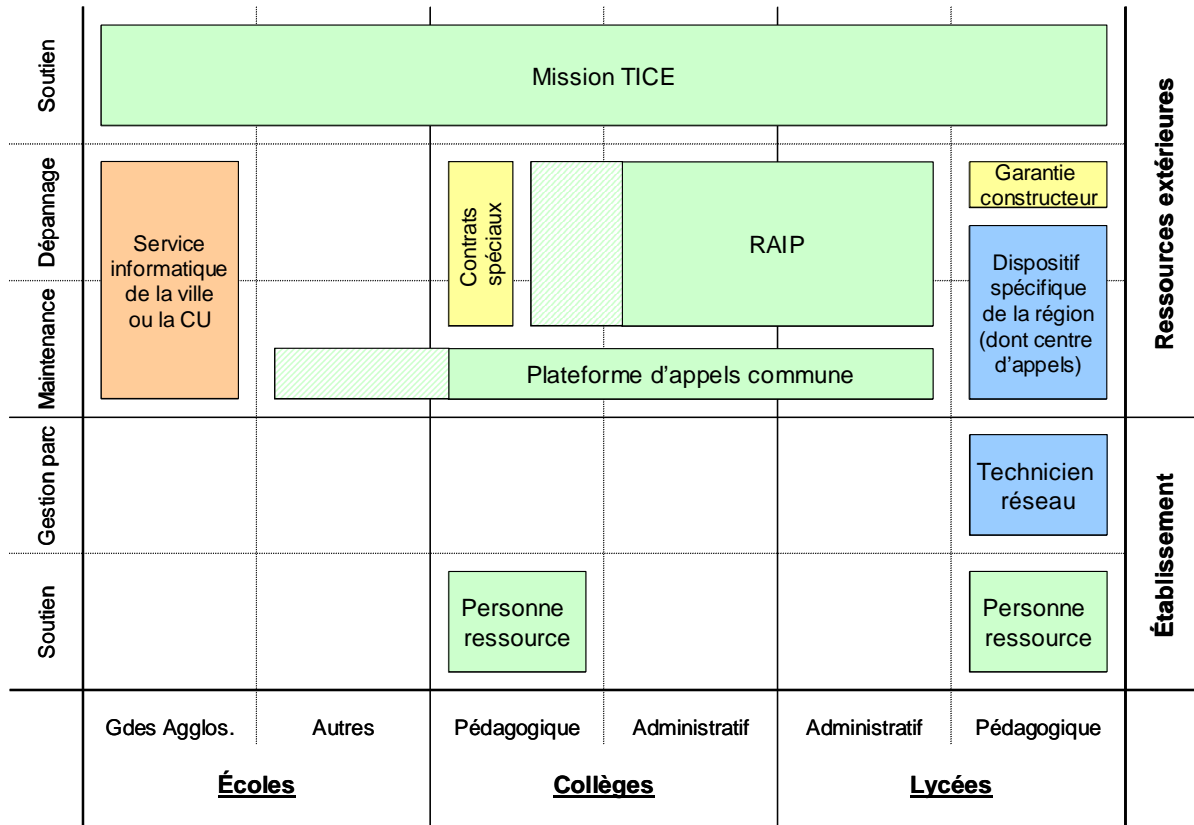 Soutien
Mission TICE
Ressources extérieures
Dépannage
Service
informatique
de la ville
ou la CU
Contrats
spéciaux
RAIP
Garantie
constructeur
Dispositif
spécifique
de la région
(dont centre
d’appels)
Maintenance
Plateforme d’appels commune
Gestion parc
Technicien
réseau
Établissement
Soutien
Personne
ressource
Personne
ressource
Gdes Agglos.
Autres
Pédagogique
Administratif
Administratif
Pédagogique
Écoles
Collèges
Lycées